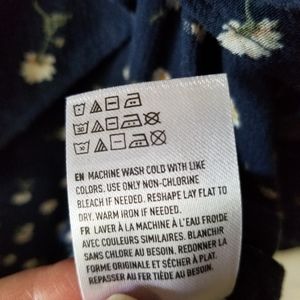 EN MACHINE WASH COLD WITH LIKE
COLORS. USE ONLY NON-CHLORINE
BLEACH IF NEEDED. RESHAPE LAY FLAT TO
DRY. WARM IRON IF NEEDED.
FR LAVER À LA MACHINE À L'EAU FROIDE
AVEC COULEURS SIMILAIRES. BLANCHIR
SANS CHLORE AU BESOIN. REDONNER LA
FORME ORIGINALE ET SÉCHER À PLAT.
REPASSER AU FER TIÈDE AU BESOIN.